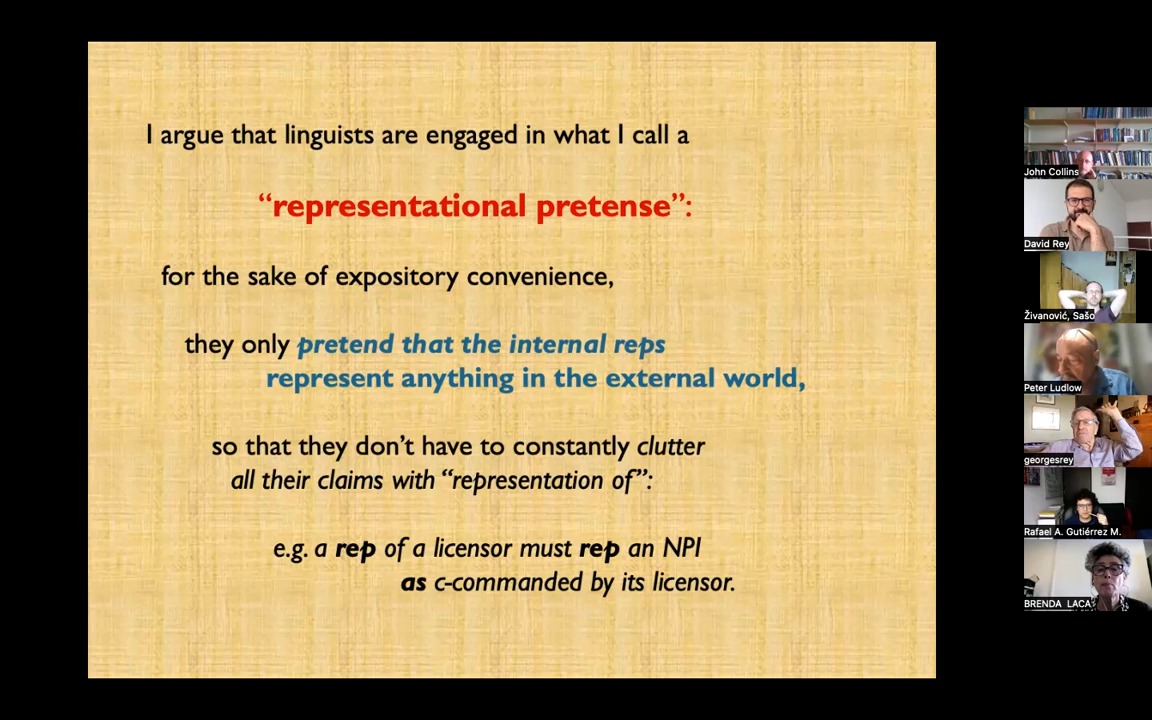 I argue that linguists are engaged in what I call a
“representational pretense”:
for the sake of expository convenience,
they only pretend that the internal reps
represent anything in the external world,
so that they don’t have to constantly clutter
all their claims with “representation of”:
e.g. a rep of a licensor must rep an NPI
as c-commanded by its licensor.
John Collins
David Rey
Živanović, Sašo
Peter Ludlow
georgesrey
Rafael A. Gutiérrez M.
BRENDA LACA